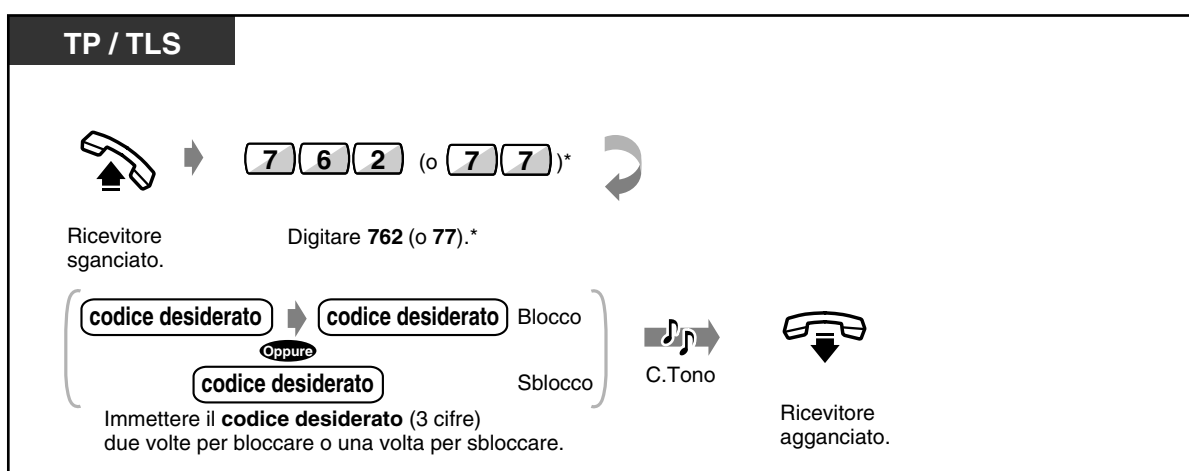 TP / TLS
7 6 2 (o 7 7 )*
Ricevitore
sganciato.
Digitare 762 (o 77).*
codice desiderato codice desiderato Blocco
Oppure
codice desiderato Sblocco
Immettere il codice desiderato (3 cifre)
due volte per bloccare o una volta per sbloccare.
C.Tono
Ricevitore
agganciato.